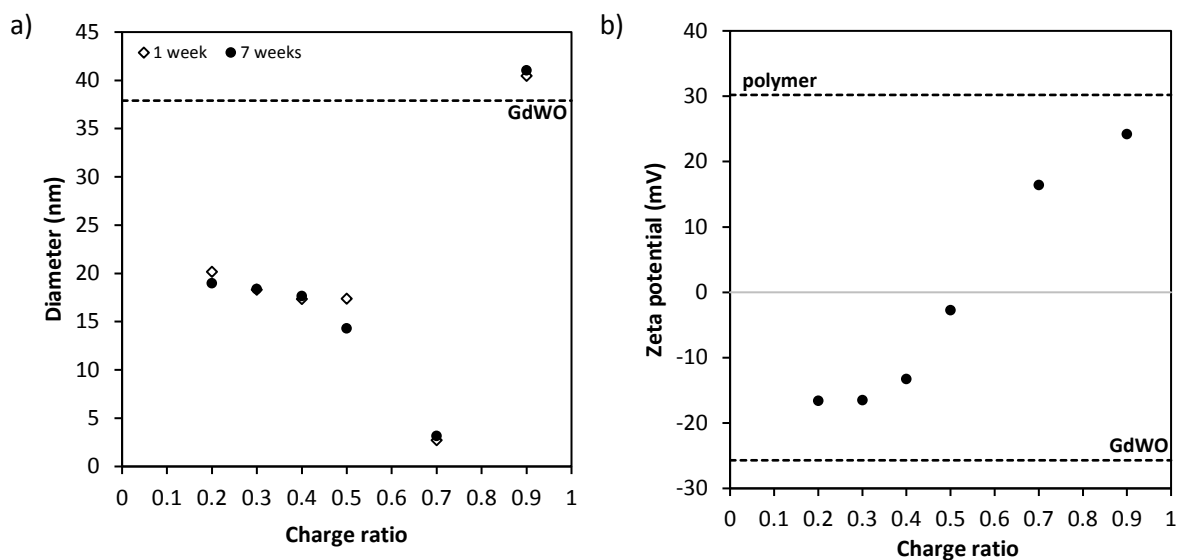 a)
◇ 1 week ● 7 weeks
Diameter (nm)
45
40
35
30
25
20
15
10
5
0
GdWO
0 0.1 0.2 0.3 0.4 0.5 0.6 0.7 0.8 0.9 1
Charge ratio
b)
Zeta potential (mV)
40
30
20
10
0
-10
-20
-30
polymer
GdWO
0 0.1 0.2 0.3 0.4 0.5 0.6 0.7 0.8 0.9 1
Charge ratio